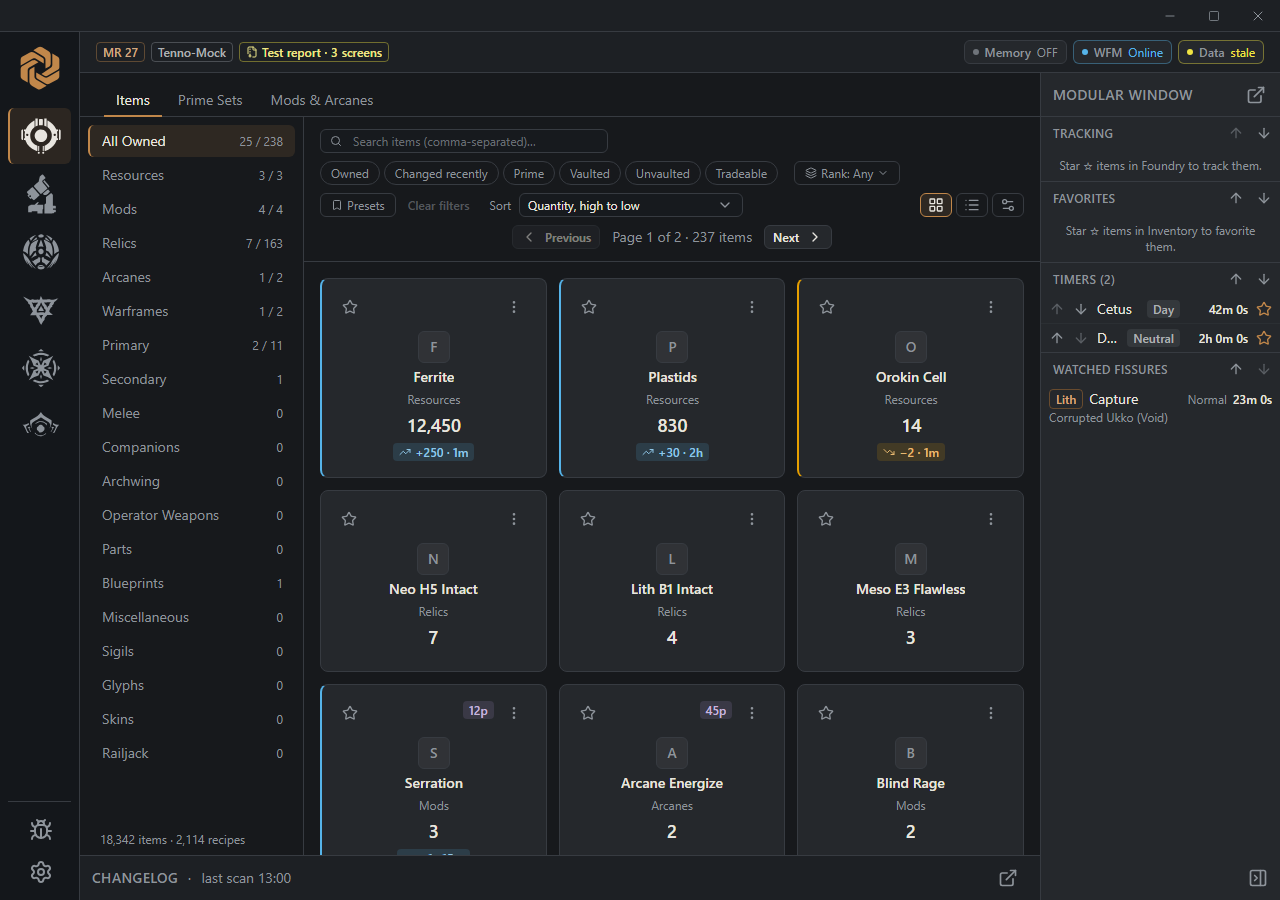 MR 27
Tenno-Mock
Test report · 3 screens
Memory OFF
WFM Online
Data stale
Items
Prime Sets
Mods & Arcanes
All Owned 25 / 238
Resources 3 / 3
Mods 4 / 4
Relics 7 / 163
Arcanes 1 / 2
Warframes 1 / 2
Primary 2 / 11
Secondary 1
Melee 0
Companions 0
Archwing 0
Operator Weapons 0
Parts 0
Blueprints 1
Miscellaneous 0
Sigils 0
Glyphs 0
Skins 0
Railjack 0
18,342 items · 2,114 recipes
Search items (comma-separated)...
Owned
Changed recently
Prime
Vaulted
Unvaulted
Tradeable
Rank: Any
Presets
Clear filters
Sort
Quantity, high to low
Previous
Page 1 of 2 · 237 items
Next
F
Ferrite
Resources
12,450
+250 · 1m
P
Plastids
Resources
830
+30 · 2h
O
Orokin Cell
Resources
14
−2 · 1m
N
Neo H5 Intact
Relics
7
L
Lith B1 Intact
Relics
4
M
Meso E3 Flawless
Relics
3
12p
S
Serration
Mods
3
45p
A
Arcane Energize
Arcanes
2
B
Blind Rage
Mods
2
MODULAR WINDOW
TRACKING
Star ☆ items in Foundry to track them.
FAVORITES
Star ☆ items in Inventory to favorite
them.
TIMERS (2)
Cetus Day 42m 0s
D... Neutral 2h 0m 0s
WATCHED FISSURES
Lith Capture Normal 23m 0s
Corrupted Ukko (Void)
CHANGELOG · last scan 13:00